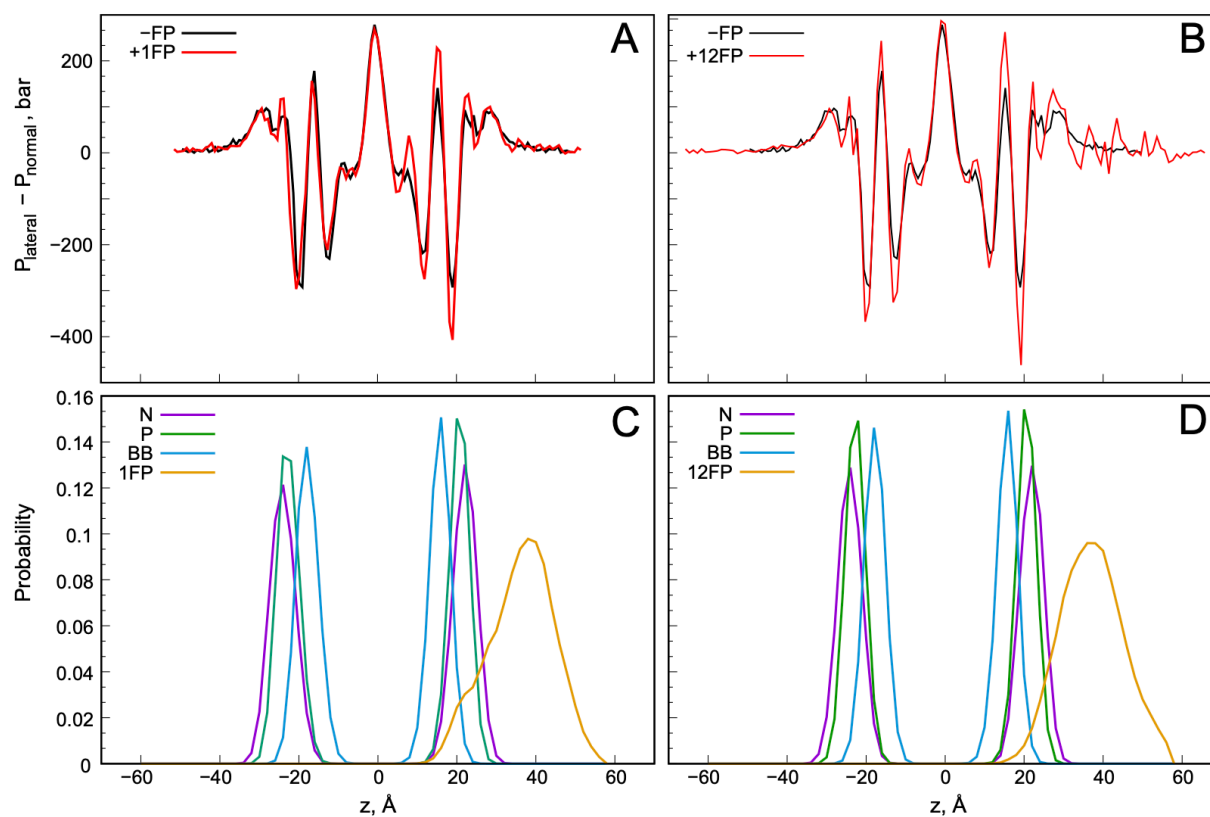 −FP
+1FP
A
200
0
−200
−400
P_lateral − P_normal, bar
−FP
+12FP
B
N
P
BB
1FP
C
0.16
0.14
0.12
0.1
0.08
0.06
0.04
0.02
0
Probability
−60 −40 −20 0 20 40 60
z, Å
N
P
BB
12FP
D
−60 −40 −20 0 20 40 60
z, Å